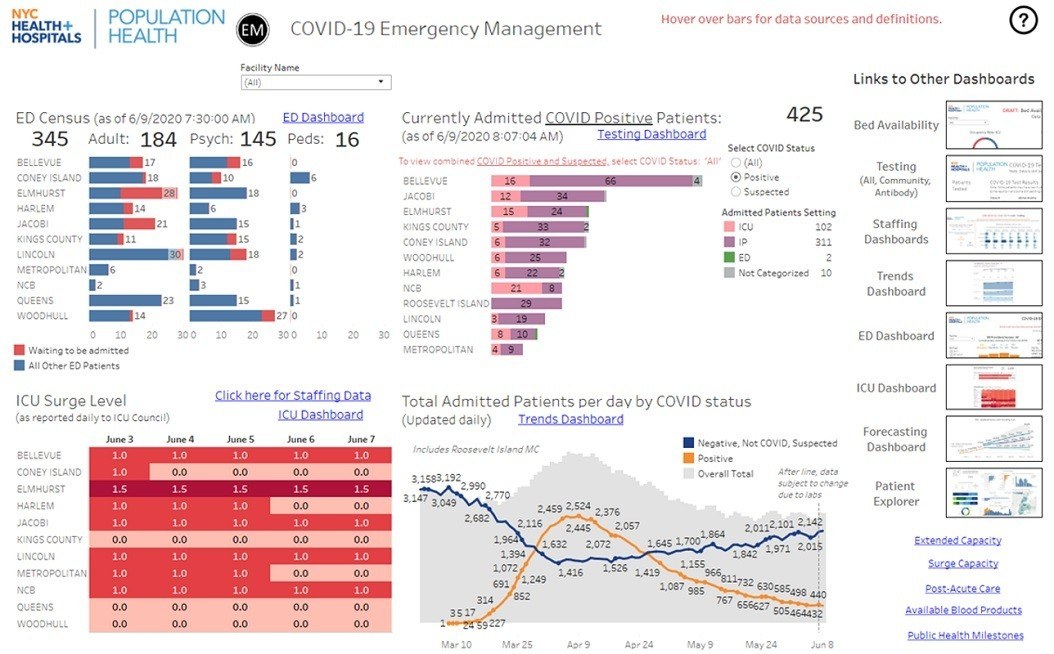 NYC
HEALTH+
HOSPITALS
POPULATION
HEALTH
EM
COVID-19 Emergency Management
Hover over bars for data sources and definitions.
?
Facility Name
(All)
ED Census (as of 6/9/2020 7:30:00 AM) ED Dashboard
345 Adult: 184 Psych: 145 Peds: 16
BELLEVUE 17 16 0
CONEY ISLAND 18 10 6
ELMHURST 28 18 0
HARLEM 14 6 3
JACOBI 21 15 1
KINGS COUNTY 11 15 2
LINCOLN 30 18 2
METROPOLITAN 6 2 0
NCB 2 3 1
QUEENS 23 15 1
WOODHULL 14 27 0
0 10 20 30 0 10 20 30 0 10 20 30
Waiting to be admitted
All Other ED Patients
Currently Admitted COVID Positive Patients: 425
(as of 6/9/2020 8:07:04 AM) Testing Dashboard
To view combined COVID Positive and Suspected, select COVID Status: 'All'
BELLEVUE 16 66 4
JACOBI 12 34
ELMHURST 15 24
KINGS COUNTY 5 33 2
CONEY ISLAND 6 32
WOODHULL 6 25
HARLEM 6 22 2
NCB 21 8
ROOSEVELT ISLAND 29
LINCOLN 3 19
QUEENS 8 10
METROPOLITAN 4 9
Select COVID Status
(All)
Positive
Suspected
Admitted Patients Setting
ICU 102
IP 311
ED 2
Not Categorized 10
Links to Other Dashboards
Bed Availability
Testing
(All, Community,
Antibody)
Staffing
Dashboards
Trends
Dashboard
ED Dashboard
ICU Dashboard
Forecasting
Dashboard
Patient
Explorer
Extended Capacity
Surge Capacity
Post-Acute Care
Available Blood Products
Public Health Milestones
ICU Surge Level Click here for Staffing Data
(as reported daily to ICU Council) ICU Dashboard
June 3 June 4 June 5 June 6 June 7
BELLEVUE 1.0 1.0 1.0 1.0 1.0
CONEY ISLAND 1.0 0.0 0.0 0.0 0.0
ELMHURST 1.5 1.5 1.5 1.5 1.5
HARLEM 1.0 1.0 1.0 0.0 0.0
JACOBI 1.0 1.0 1.0 1.0 1.0
KINGS COUNTY 0.0 0.0 0.0 0.0 0.0
LINCOLN 1.0 1.0 1.0 1.0 1.0
METROPOLITAN 1.0 1.0 1.0 0.0 0.0
NCB 1.0 1.0 1.0 1.0 1.0
QUEENS 0.0 0.0 0.0 0.0 0.0
WOODHULL 0.0 0.0 0.0 0.0 0.0
Total Admitted Patients per day by COVID status
(Updated daily) Trends Dashboard
Includes Roosevelt Island MC
Negative, Not COVID, Suspected
Positive
Overall Total
After line, data
subject to change
due to labs
3,158 3,192
3,147 3,049 2,990
2,682 2,770
2,116 2,459 2,524 2,376
1,964 2,445 2,057
1,394 1,632 2,072 1,645 1,700 1,864 2,011 2,101 2,142
1,072 1,416 1,526 1,419 1,155 1,842 1,971 2,015
691 1,249 1,087 985 966 811 732 630 585 498 440
314 852 767 656 627 505 464 432
1 3 5 17 24 59 227
Mar 10 Mar 25 Apr 9 Apr 24 May 9 May 24 Jun 8